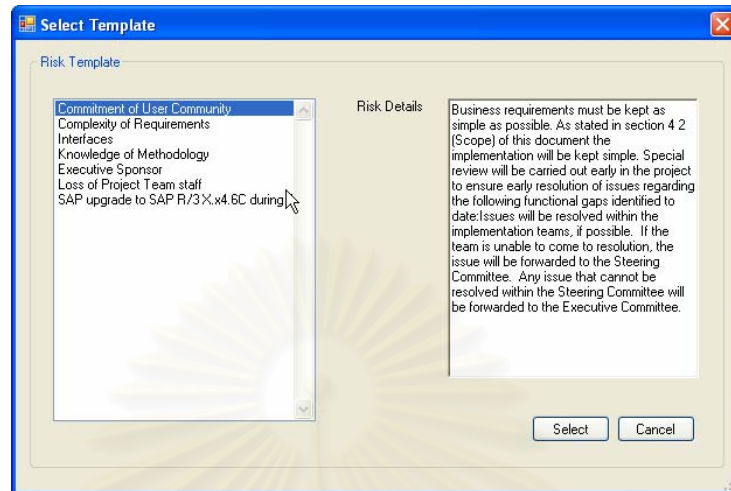 Select Template
Risk Template
Commitment of User Community
Complexity of Requirements
Interfaces
Knowledge of Methodology
Executive Sponsor
Loss of Project Team staff
SAP upgrade to SAP R/3 X.x4.6C during
Risk Details
Business requirements must be kept as
simple as possible. As stated in section 4 2
(Scope) of this document the
implementation will be kept simple. Special
review will be carried out early in the project
to ensure early resolution of issues regarding
the following functional gaps identified to
date:Issues will be resolved within the
implementation teams, if possible. If the
team is unable to come to resolution, the
issue will be forwarded to the Steering
Committee. Any issue that cannot be
resolved within the Steering Committee will
be forwarded to the Executive Committee.
Select
Cancel